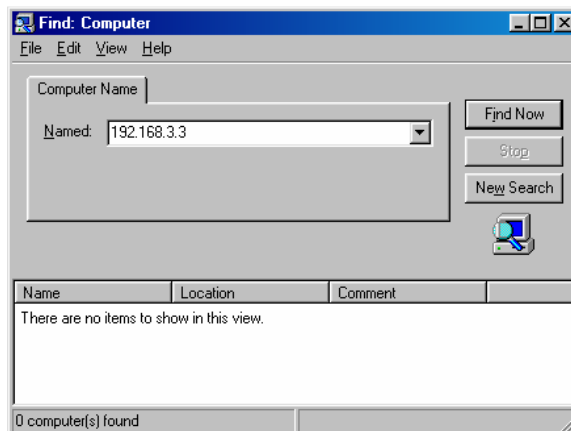 Find: Computer
File Edit View Help
Computer Name
Named: 192.168.3.3
Find Now
Stop
New Search
Name Location Comment
There are no items to show in this view.
0 computer(s) found